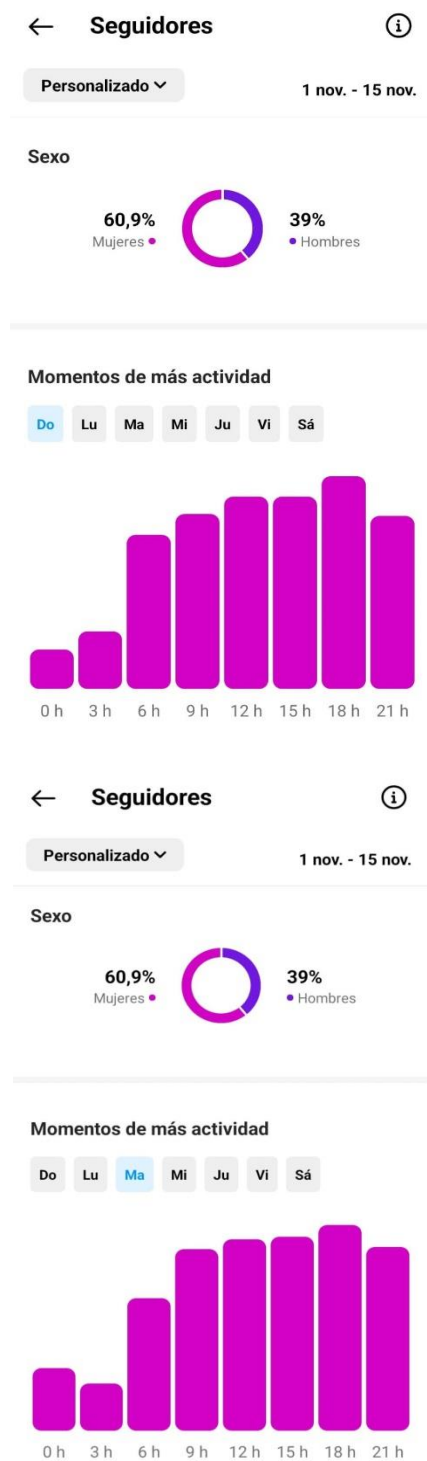 ← Seguidores
Personalizado
1 nov. - 15 nov.
Sexo
60,9%
Mujeres
39%
Hombres
Momentos de más actividad
Do Lu Ma Mi Ju Vi Sá
0 h 3 h 6 h 9 h 12 h 15 h 18 h 21 h
← Seguidores
Personalizado
1 nov. - 15 nov.
Sexo
60,9%
Mujeres
39%
Hombres
Momentos de más actividad
Do Lu Ma Mi Ju Vi Sá
0 h 3 h 6 h 9 h 12 h 15 h 18 h 21 h